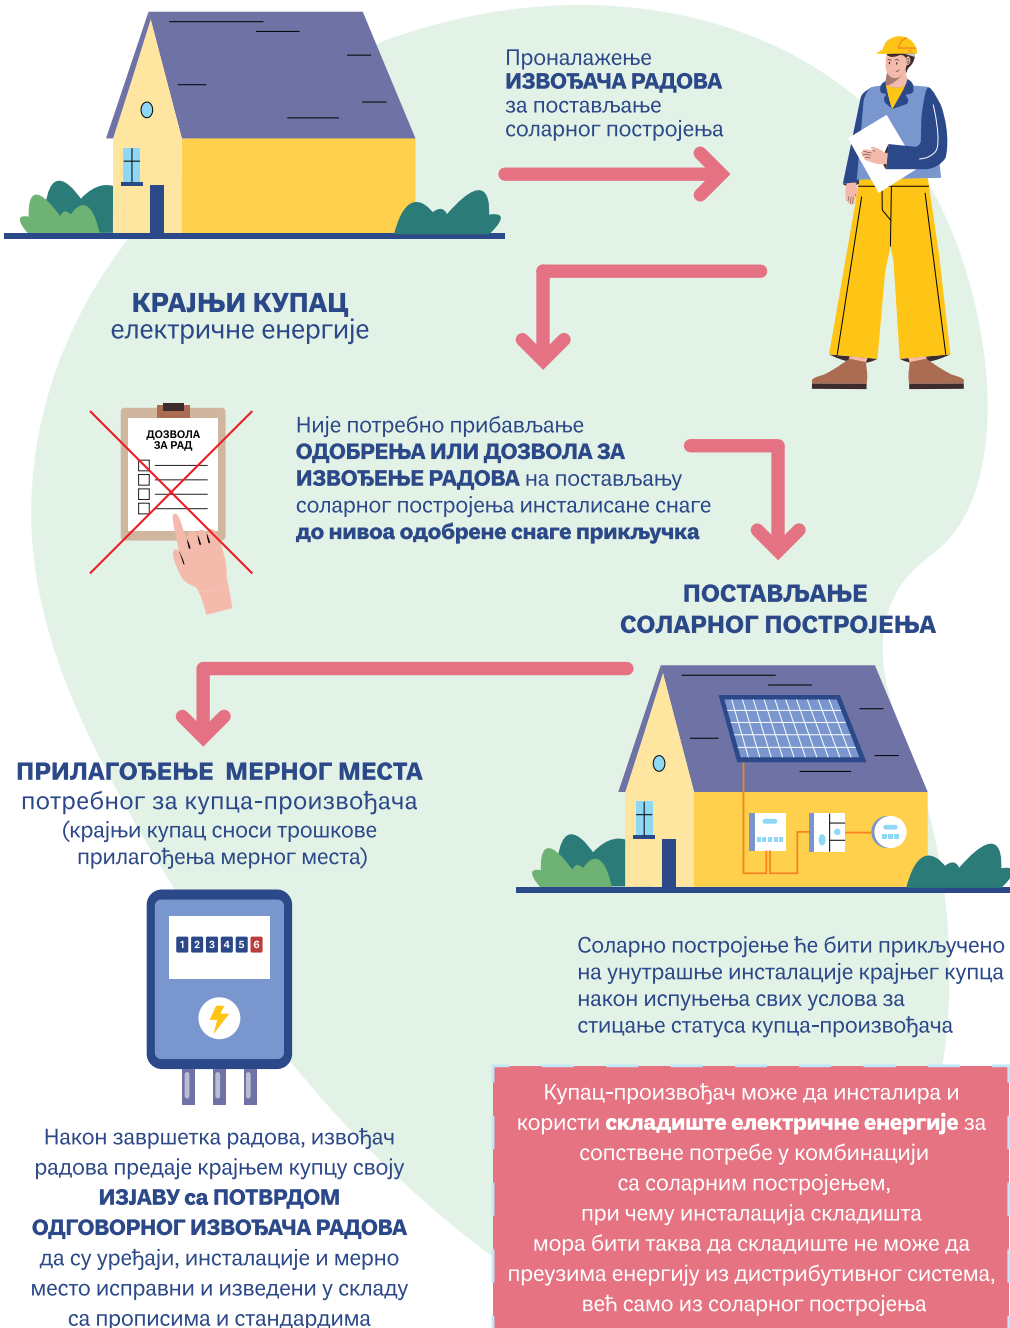 Проналажење
ИЗВОЂАЧА РАДОВА
за постављање
соларног постројења
КРАЈЊИ КУПАЦ
електричне енергије
ДОЗВОЛА
ЗА РАД
Није потребно прибављање
ОДОБРЕЊА ИЛИ ДОЗВОЛА ЗА
ИЗВОЂЕЊЕ РАДОВА на постављању
соларног постројења инсталисане снаге
до нивоа одобрене снаге прикључка
ПОСТАВЉАЊЕ
СОЛАРНОГ ПОСТРОЈЕЊА
ПРИЛАГОЂЕЊЕ МЕРНОГ МЕСТА
потребног за купца-произвођача
(крајњи купац сноси трошкове
прилагођења мерног места)
1 2 3 4 5 6
Након завршетка радова, извођач
радова предаје крајњем купцу своју
ИЗЈАВУ са ПОТВРДОМ
ОДГОВОРНОГ ИЗВОЂАЧА РАДОВА
да су уређаји, инсталације и мерно
место исправни и изведени у складу
са прописима и стандардима
Соларно постројење ће бити прикључено
на унутрашње инсталације крајњег купца
након испуњења свих услова за
стицање статуса купца-произвођача
Купац-произвођач може да инсталира и
користи складиште електричне енергије за
сопствене потребе у комбинацији
са соларним постројењем,
при чему инсталација складишта
мора бити таква да складиште не може да
преузима енергију из дистрибутивног система,
већ само из соларног постројења